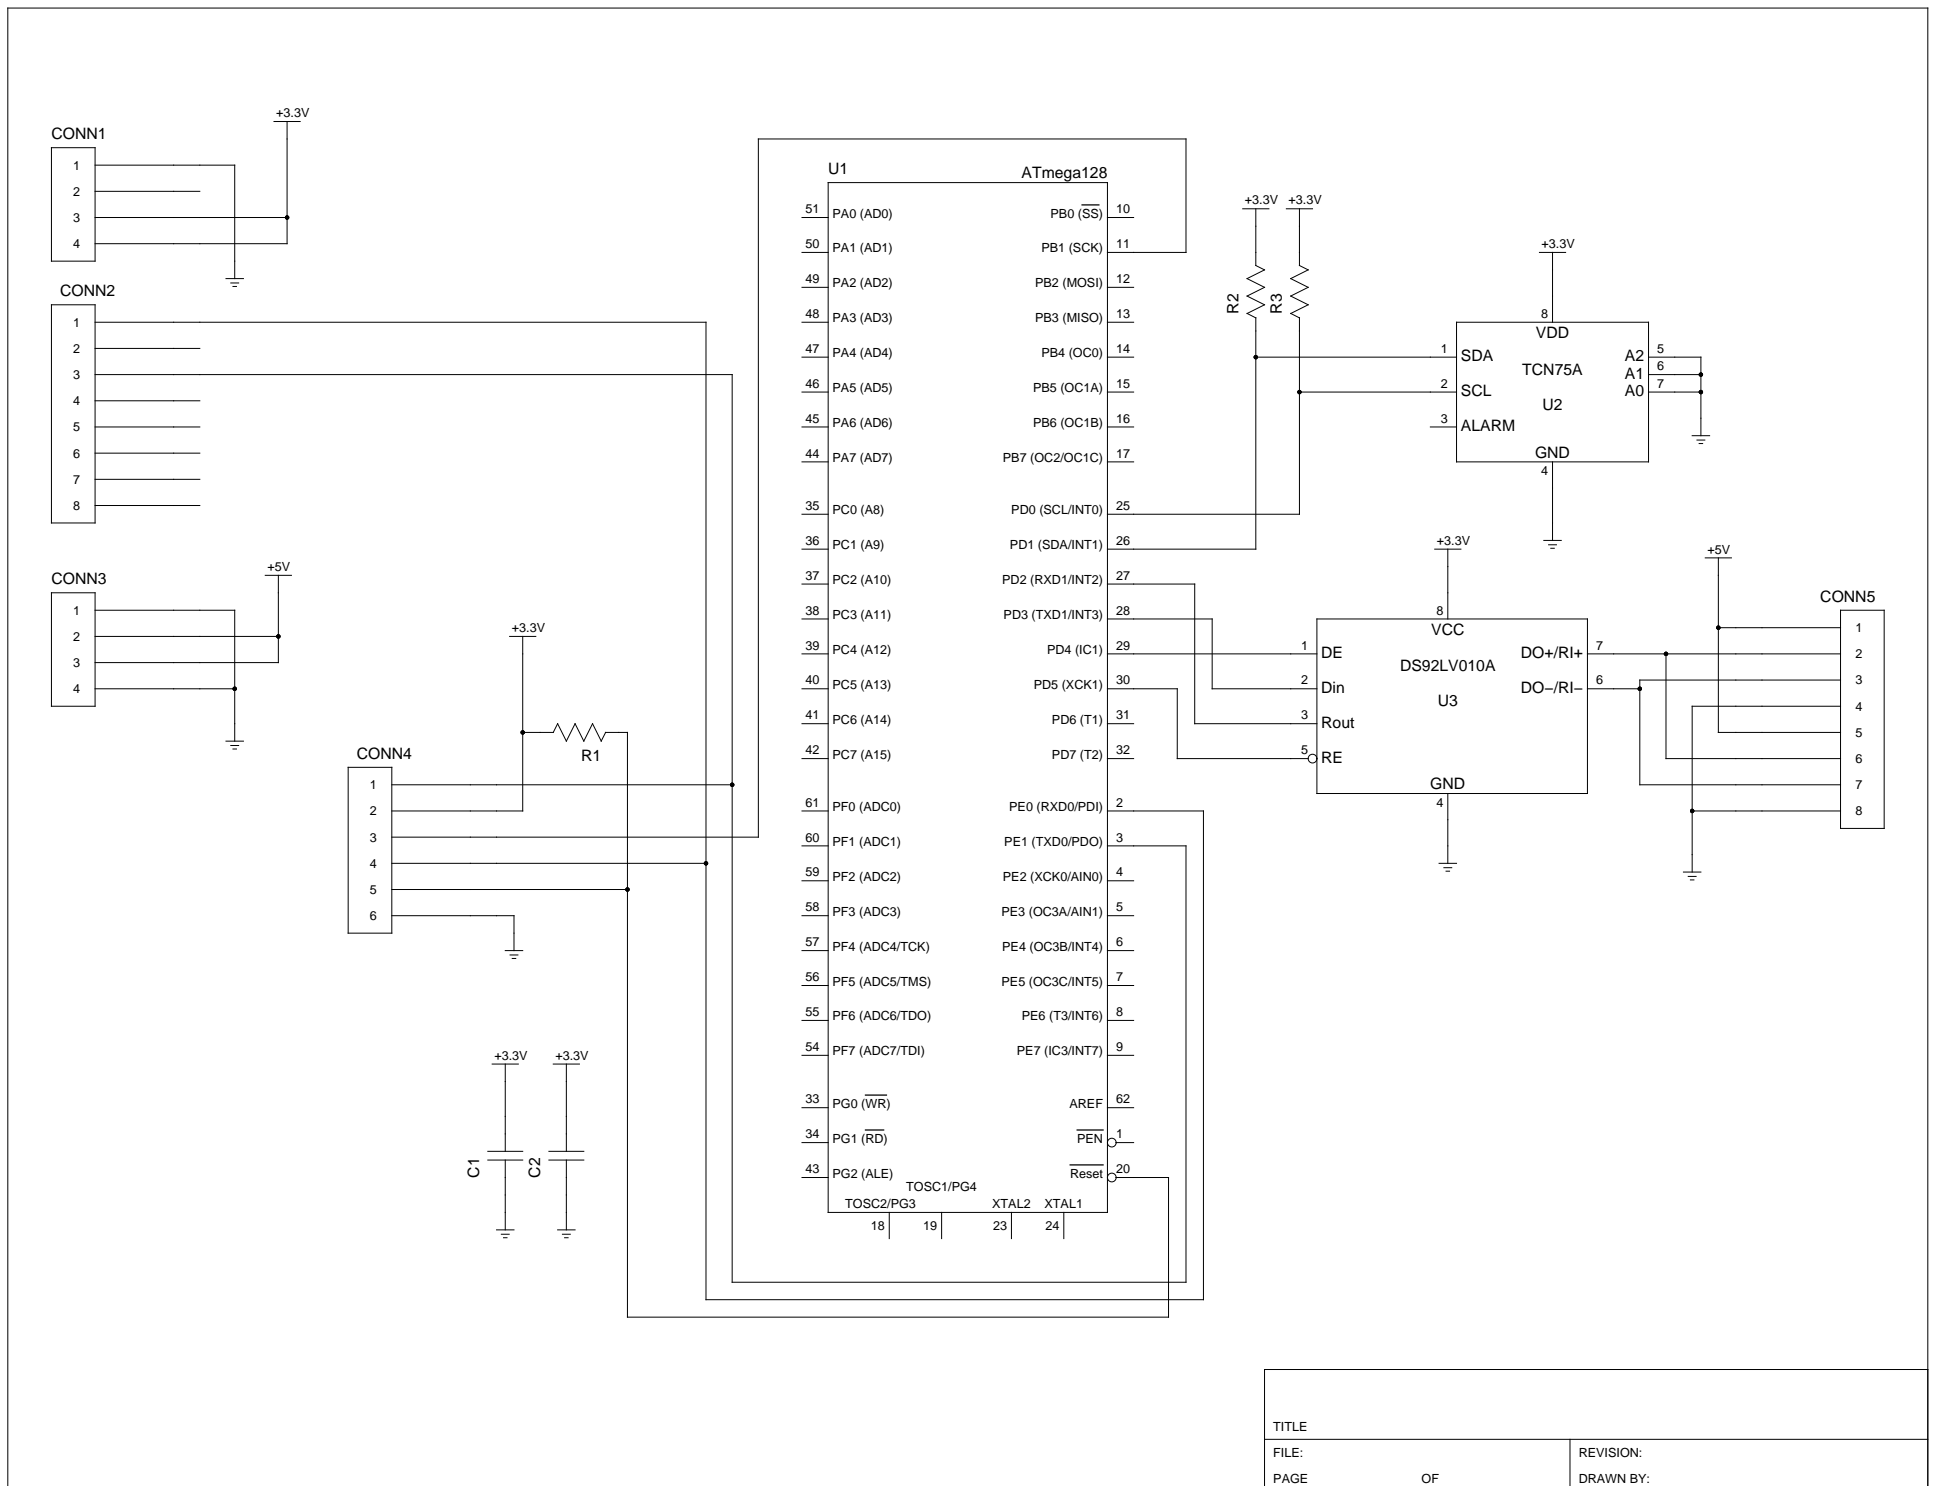 CONN1
1
2
3
4
+3.3V
CONN2
1
2
3
4
5
6
7
8
CONN3
1
2
3
4
+5V
CONN4
1
2
3
4
5
6
+3.3V
R1
+3.3V
+3.3V
C1
C2
U1
ATmega128
51 PA0 (AD0)
50 PA1 (AD1)
49 PA2 (AD2)
48 PA3 (AD3)
47 PA4 (AD4)
46 PA5 (AD5)
45 PA6 (AD6)
44 PA7 (AD7)
35 PC0 (A8)
36 PC1 (A9)
37 PC2 (A10)
38 PC3 (A11)
39 PC4 (A12)
40 PC5 (A13)
41 PC6 (A14)
42 PC7 (A15)
61 PF0 (ADC0)
60 PF1 (ADC1)
59 PF2 (ADC2)
58 PF3 (ADC3)
57 PF4 (ADC4/TCK)
56 PF5 (ADC5/TMS)
55 PF6 (ADC6/TDO)
54 PF7 (ADC7/TDI)
33 PG0 (WR)
34 PG1 (RD)
43 PG2 (ALE)
PB0 (SS) 10
PB1 (SCK) 11
PB2 (MOSI) 12
PB3 (MISO) 13
PB4 (OC0) 14
PB5 (OC1A) 15
PB6 (OC1B) 16
PB7 (OC2/OC1C) 17
PD0 (SCL/INT0) 25
PD1 (SDA/INT1) 26
PD2 (RXD1/INT2) 27
PD3 (TXD1/INT3) 28
PD4 (IC1) 29
PD5 (XCK1) 30
PD6 (T1) 31
PD7 (T2) 32
PE0 (RXD0/PDI) 2
PE1 (TXD0/PDO) 3
PE2 (XCK0/AIN0) 4
PE3 (OC3A/AIN1) 5
PE4 (OC3B/INT4) 6
PE5 (OC3C/INT5) 7
PE6 (T3/INT6) 8
PE7 (IC3/INT7) 9
AREF 62
PEN 1
Reset 20
TOSC1/PG4
TOSC2/PG3 XTAL2 XTAL1
18 19 23 24
+3.3V +3.3V
R2
R3
+3.3V
8
VDD
1 SDA
2 SCL
3 ALARM
TCN75A
U2
A2 5
A1 6
A0 7
GND
4
+3.3V
8
VCC
1 DE
2 Din
3 Rout
5 RE
DS92LV010A
U3
DO+/RI+ 7
DO−/RI− 6
GND
4
+5V
CONN5
1
2
3
4
5
6
7
8
TITLE
FILE:
REVISION:
PAGE OF
DRAWN BY: